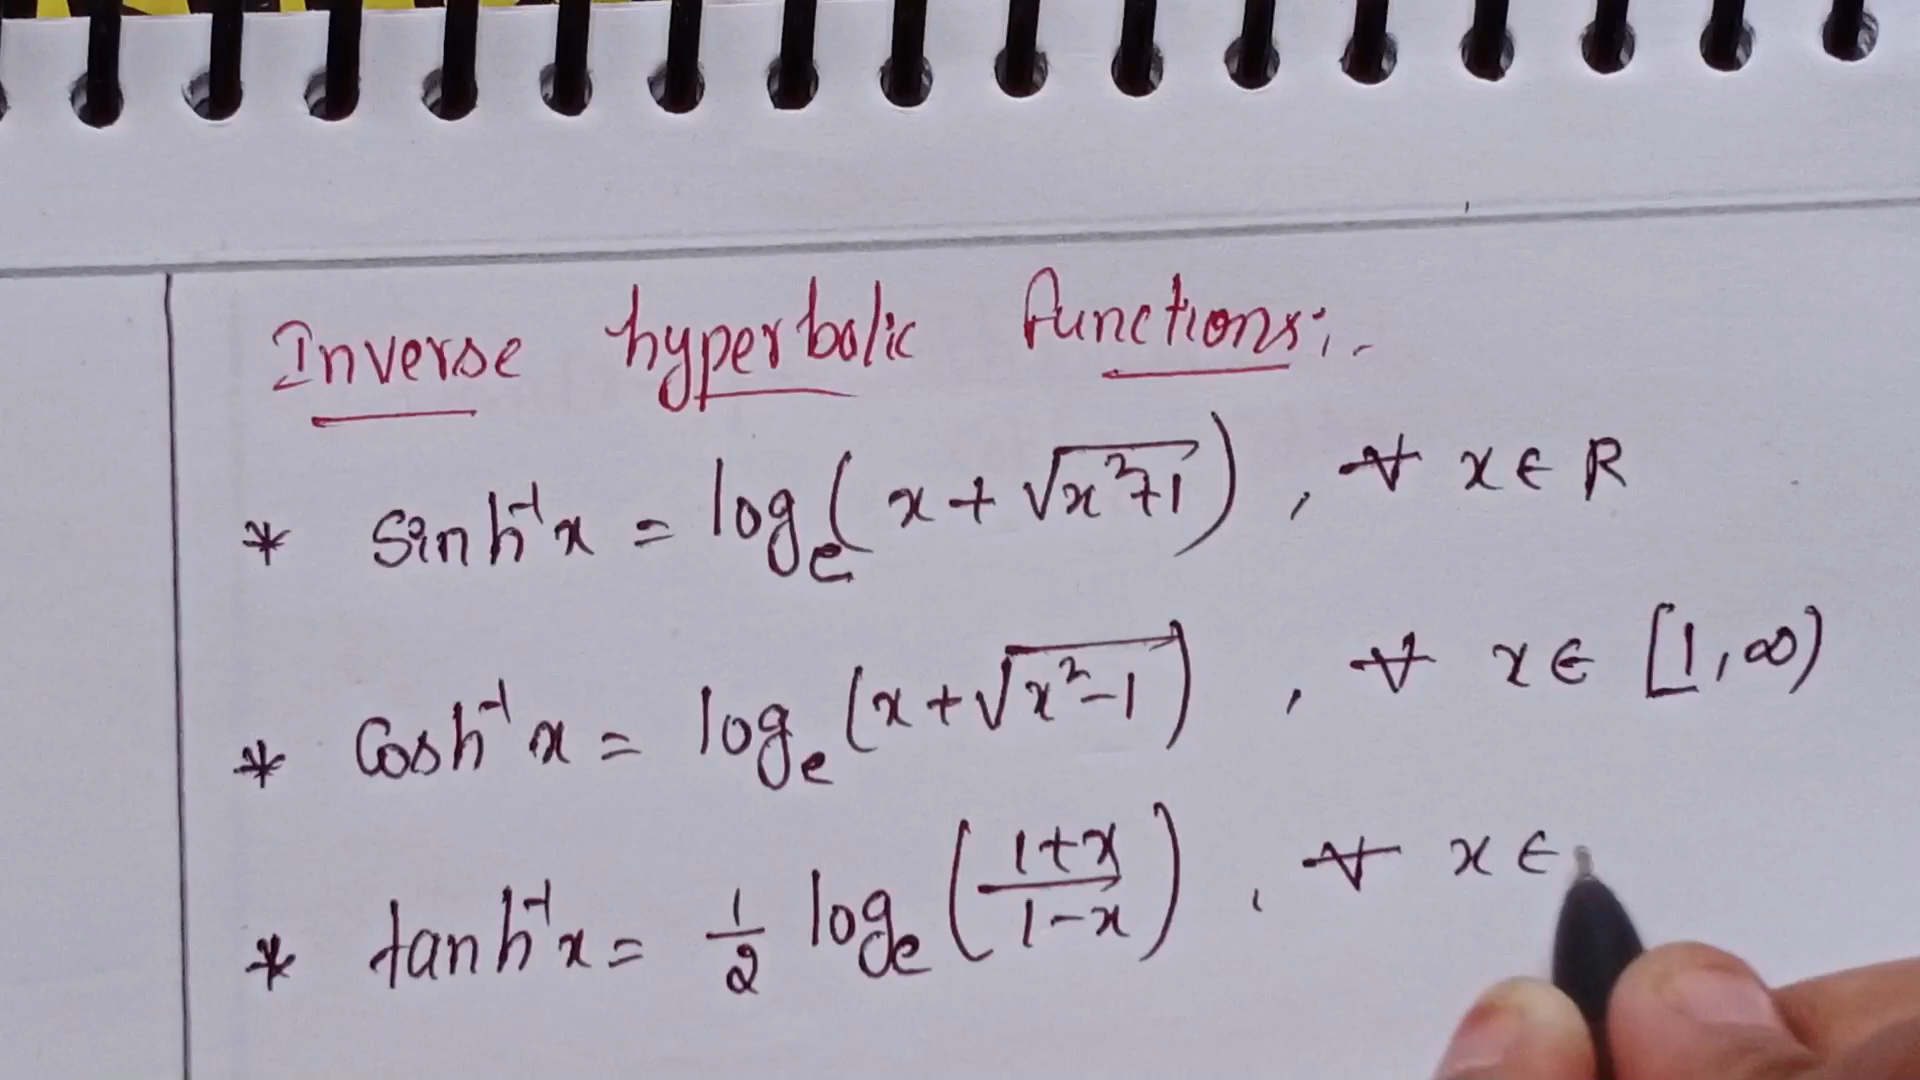 Inverse hyperbolic functions:-
* Sinh⁻¹x = logₑ(x + √(x²+1)) , ∀ x ∈ R
* Cosh⁻¹x = logₑ(x + √(x²-1)) , ∀ x ∈ [1, ∞)
* tanh⁻¹x = 1/2 logₑ((1+x)/(1-x)) , ∀ x ∈